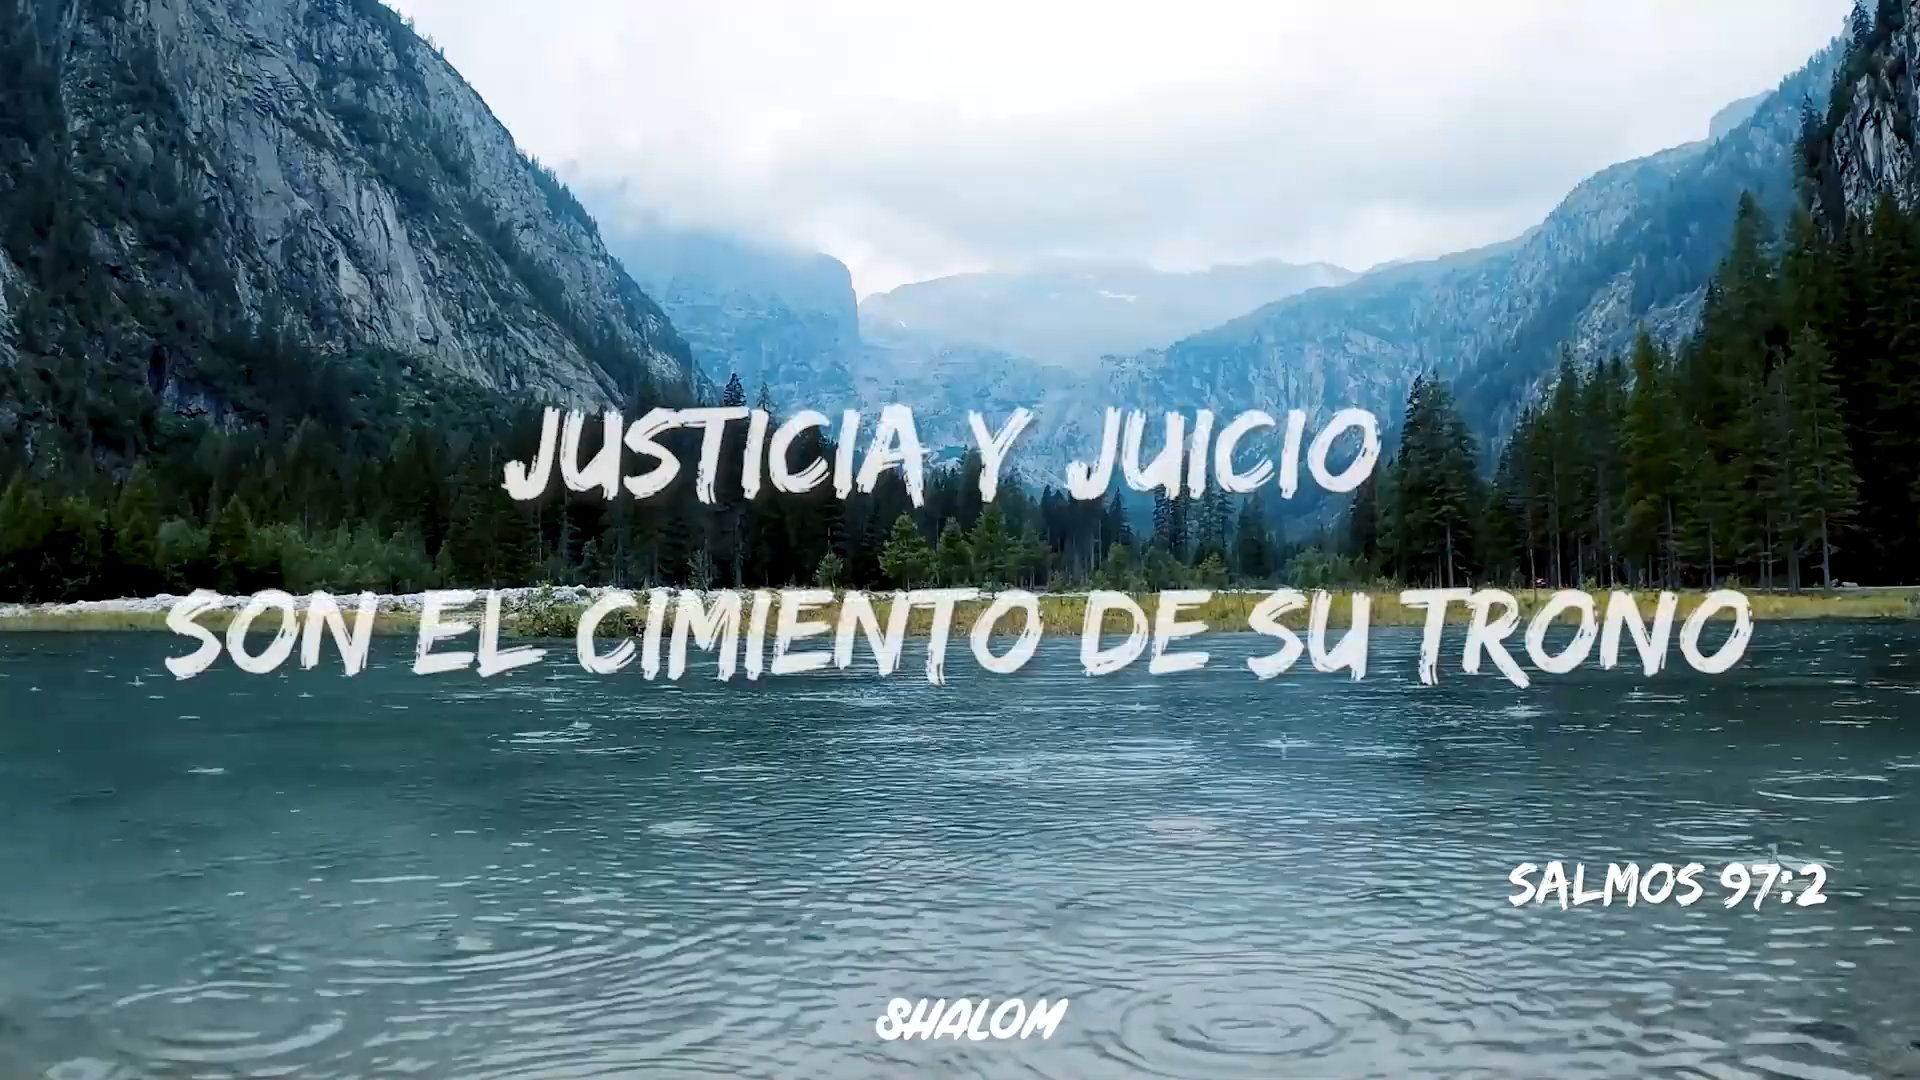 JUSTICIA Y JUICIO
SON EL CIMIENTO DE SU TRONO
SALMOS 97:2
SHALOM